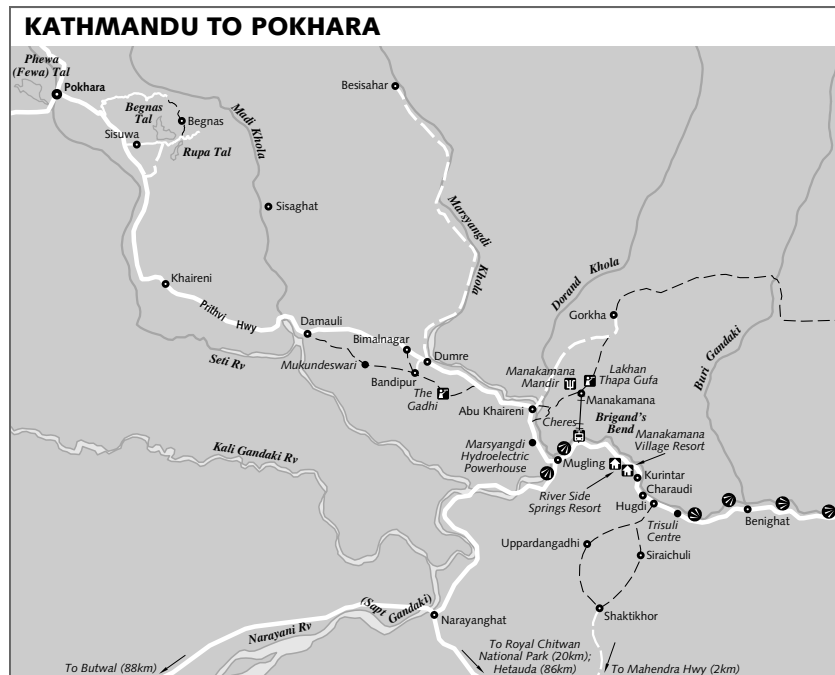 KATHMANDU TO POKHARA
Phewa
(Fewa) Tal
Pokhara
Begnas
Tal
Begnas
Sisuwa
Rupa Tal
Madi Khola
Besisahar
Sisaghat
Marsyangdi
Khola
Dorand Khola
Gorkha
Buri Gandaki
Khaireni
Prithvi Hwy
Damauli
Bimalnagar
Dumre
Seti Rv
Mukundeswari
Bandipur
The
Gadhi
Manakamana
Mandir
Lakhan
Thapa Gufa
Manakamana
Abu Khaireni
Cheres
Brigand's
Bend
Manakamana
Village Resort
Kali Gandaki Rv
Marsyangdi
Hydroelectric
Powerhouse
Mugling
Kurintar
Charaudi
River Side
Springs Resort
Hugdi
Trisuli
Centre
Benighat
Uppardangadhi
Siraichuli
Shaktikhor
(Sapt Gandaki)
Narayani Rv
Narayanghat
To Butwal (88km)
To Royal Chitwan
National Park (20km);
Hetauda (86km)
To Mahendra Hwy (2km)